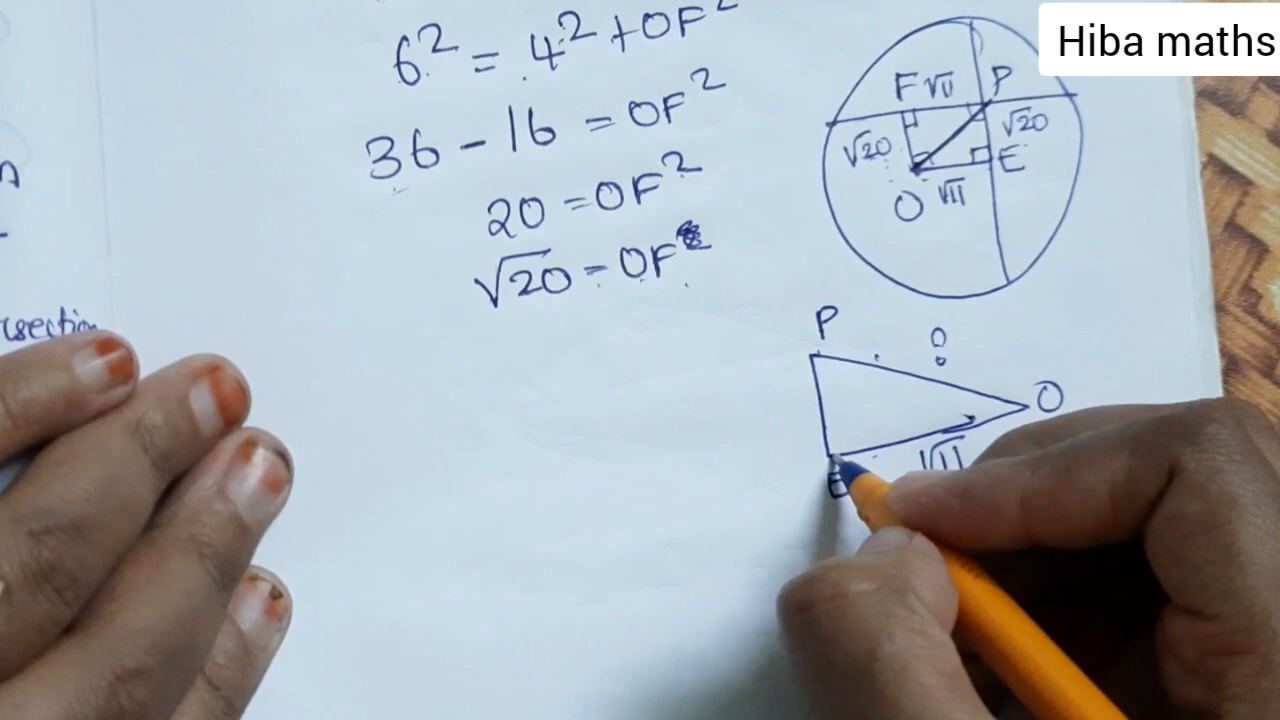 Hiba maths
6² = 4² + OF²
36 - 16 = OF²
20 = OF²
√20 = OF
F √11 P
√20 √20
E
O √11
P
O
√11
E